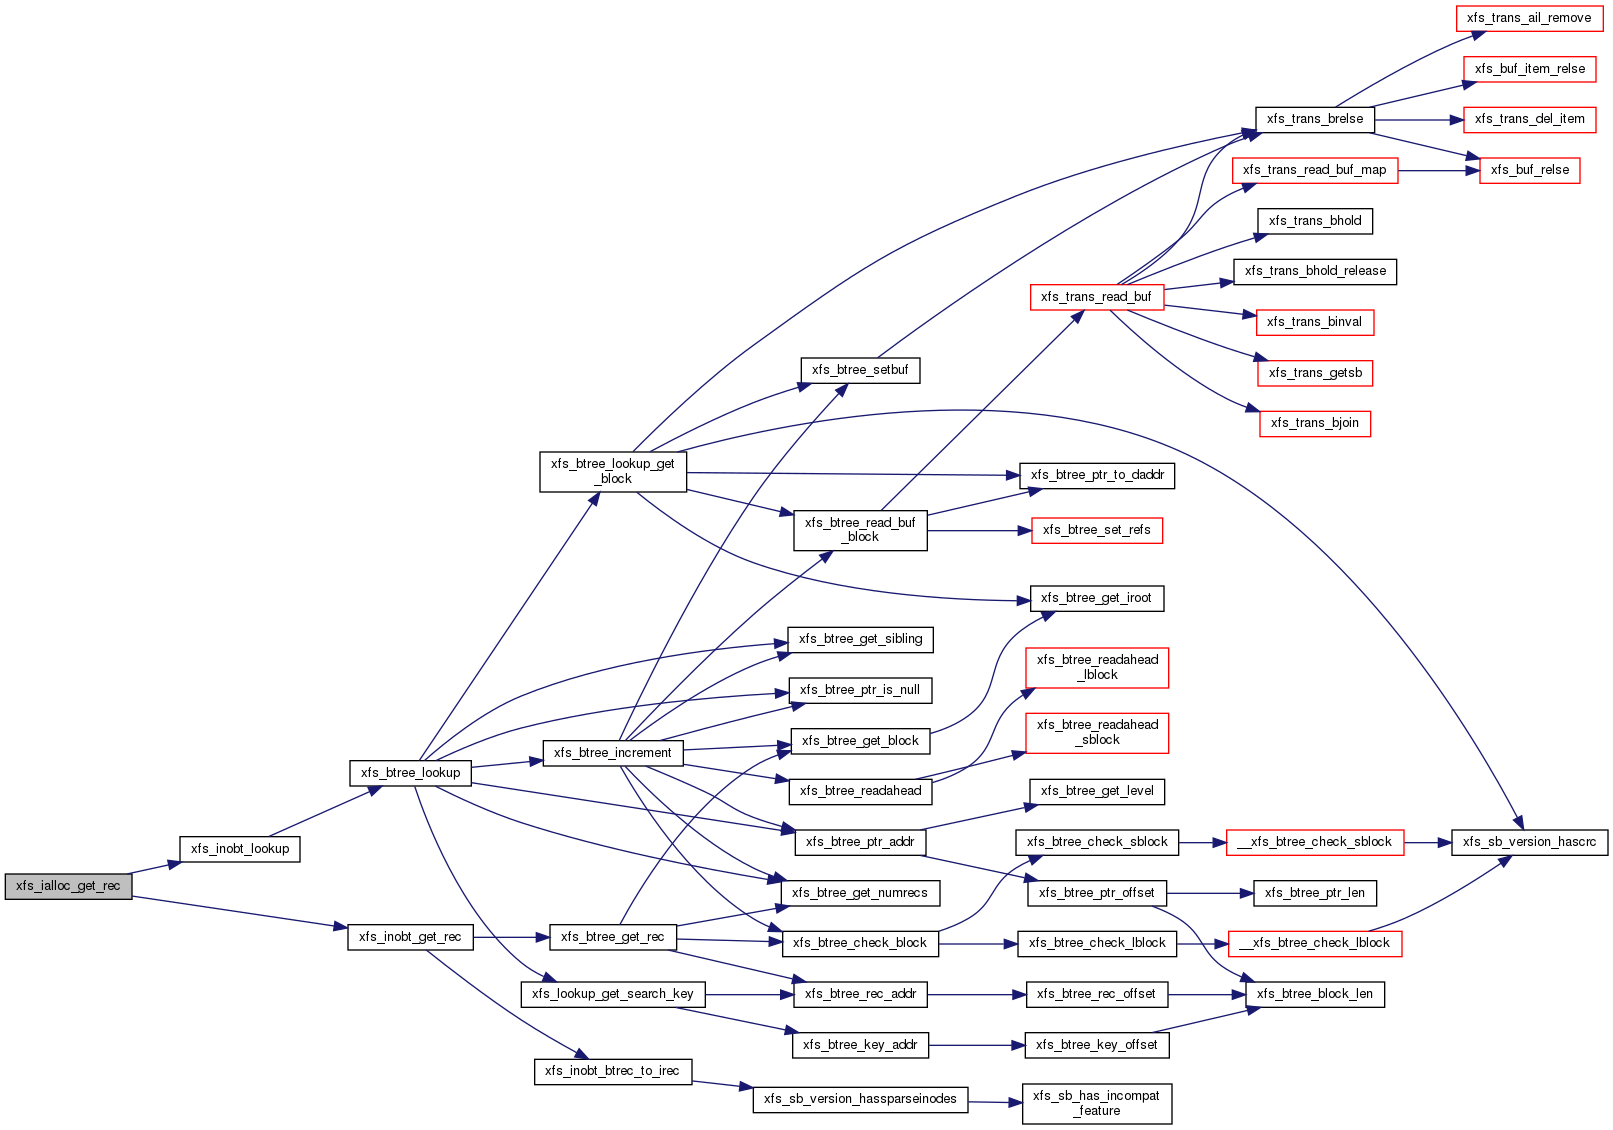 xfs_trans_ail_remove
xfs_buf_item_relse
xfs_trans_brelse
xfs_trans_del_item
xfs_trans_read_buf_map
xfs_buf_relse
xfs_trans_bhold
xfs_trans_bhold_release
xfs_trans_read_buf
xfs_trans_binval
xfs_btree_setbuf
xfs_trans_getsb
xfs_trans_bjoin
xfs_btree_lookup_get
_block
xfs_btree_ptr_to_daddr
xfs_btree_read_buf
_block
xfs_btree_set_refs
xfs_btree_get_iroot
xfs_btree_get_sibling
xfs_btree_readahead
_lblock
xfs_btree_ptr_is_null
xfs_btree_readahead
_sblock
xfs_btree_get_block
xfs_btree_increment
xfs_btree_lookup
xfs_btree_readahead
xfs_btree_get_level
xfs_inobt_lookup
xfs_btree_ptr_addr
xfs_btree_check_sblock
__xfs_btree_check_sblock
xfs_sb_version_hascrc
xfs_ialloc_get_rec
xfs_btree_get_numrecs
xfs_btree_ptr_offset
xfs_btree_ptr_len
xfs_inobt_get_rec
xfs_btree_get_rec
xfs_btree_check_block
xfs_btree_check_lblock
__xfs_btree_check_lblock
xfs_lookup_get_search_key
xfs_btree_rec_addr
xfs_btree_rec_offset
xfs_btree_block_len
xfs_btree_key_addr
xfs_btree_key_offset
xfs_inobt_btrec_to_irec
xfs_sb_version_hassparseinodes
xfs_sb_has_incompat
_feature